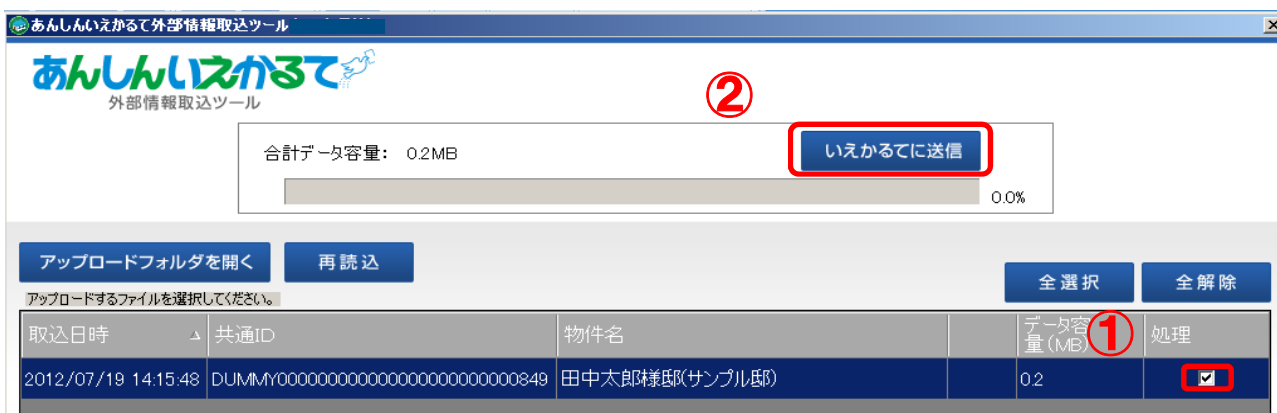 あんしんいえかるて外部情報取込ツール
あんしんいえかるて
外部情報取込ツール
②
合計データ容量: 0.2MB
いえかるてに送信
0.0%
アップロードフォルダを開く 再読込
全選択 全解除
アップロードするファイルを選択してください。
取込日時 共通ID 物件名 データ容量(MB) ① 処理
2012/07/19 14:15:48 DUMMY000000000000000000000000849 田中太郎様邸(サンプル邸) 0.2